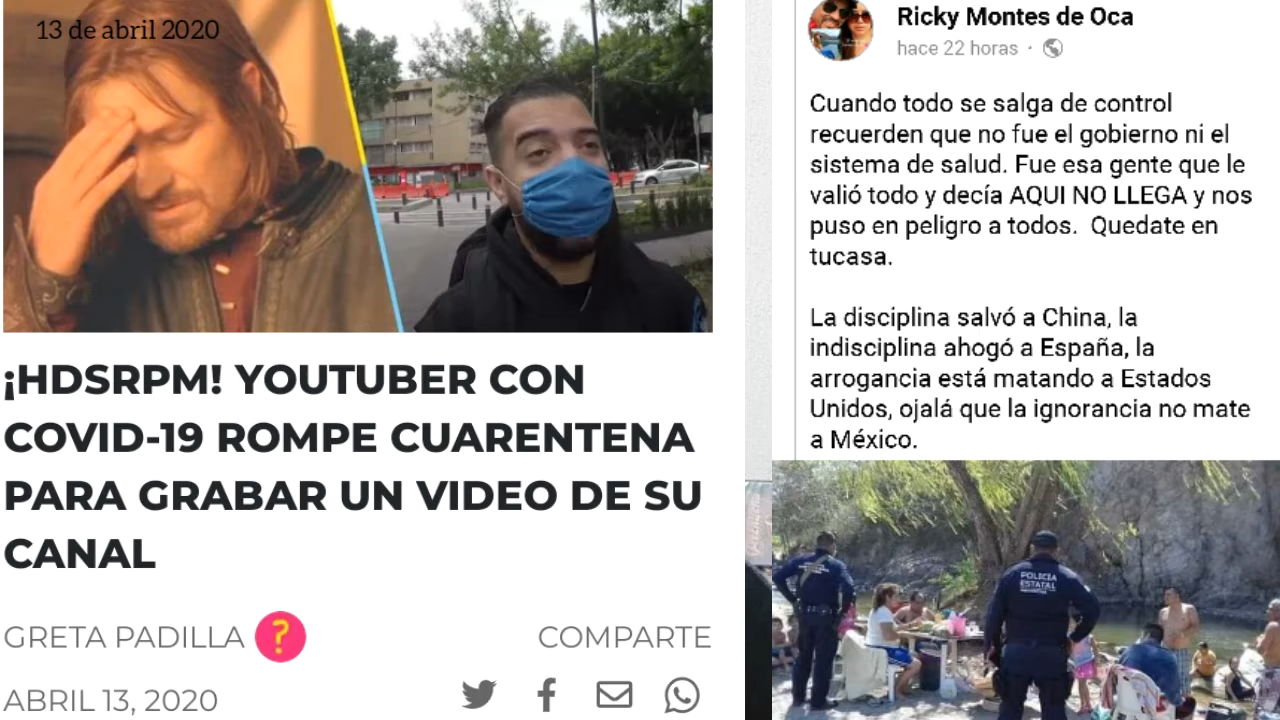 13 de abril 2020
¡HDSRPM! YOUTUBER CON
COVID-19 ROMPE CUARENTENA
PARA GRABAR UN VIDEO DE SU
CANAL
GRETA PADILLA ?
COMPARTE
ABRIL 13, 2020
Ricky Montes de Oca
hace 22 horas ·
Cuando todo se salga de control
recuerden que no fue el gobierno ni el
sistema de salud. Fue esa gente que le
valió todo y decía AQUI NO LLEGA y nos
puso en peligro a todos. Quedate en
tucasa.
La disciplina salvó a China, la
indisciplina ahogó a España, la
arrogancia está matando a Estados
Unidos, ojalá que la ignorancia no mate
a México.
POLICIA
ESTATAL